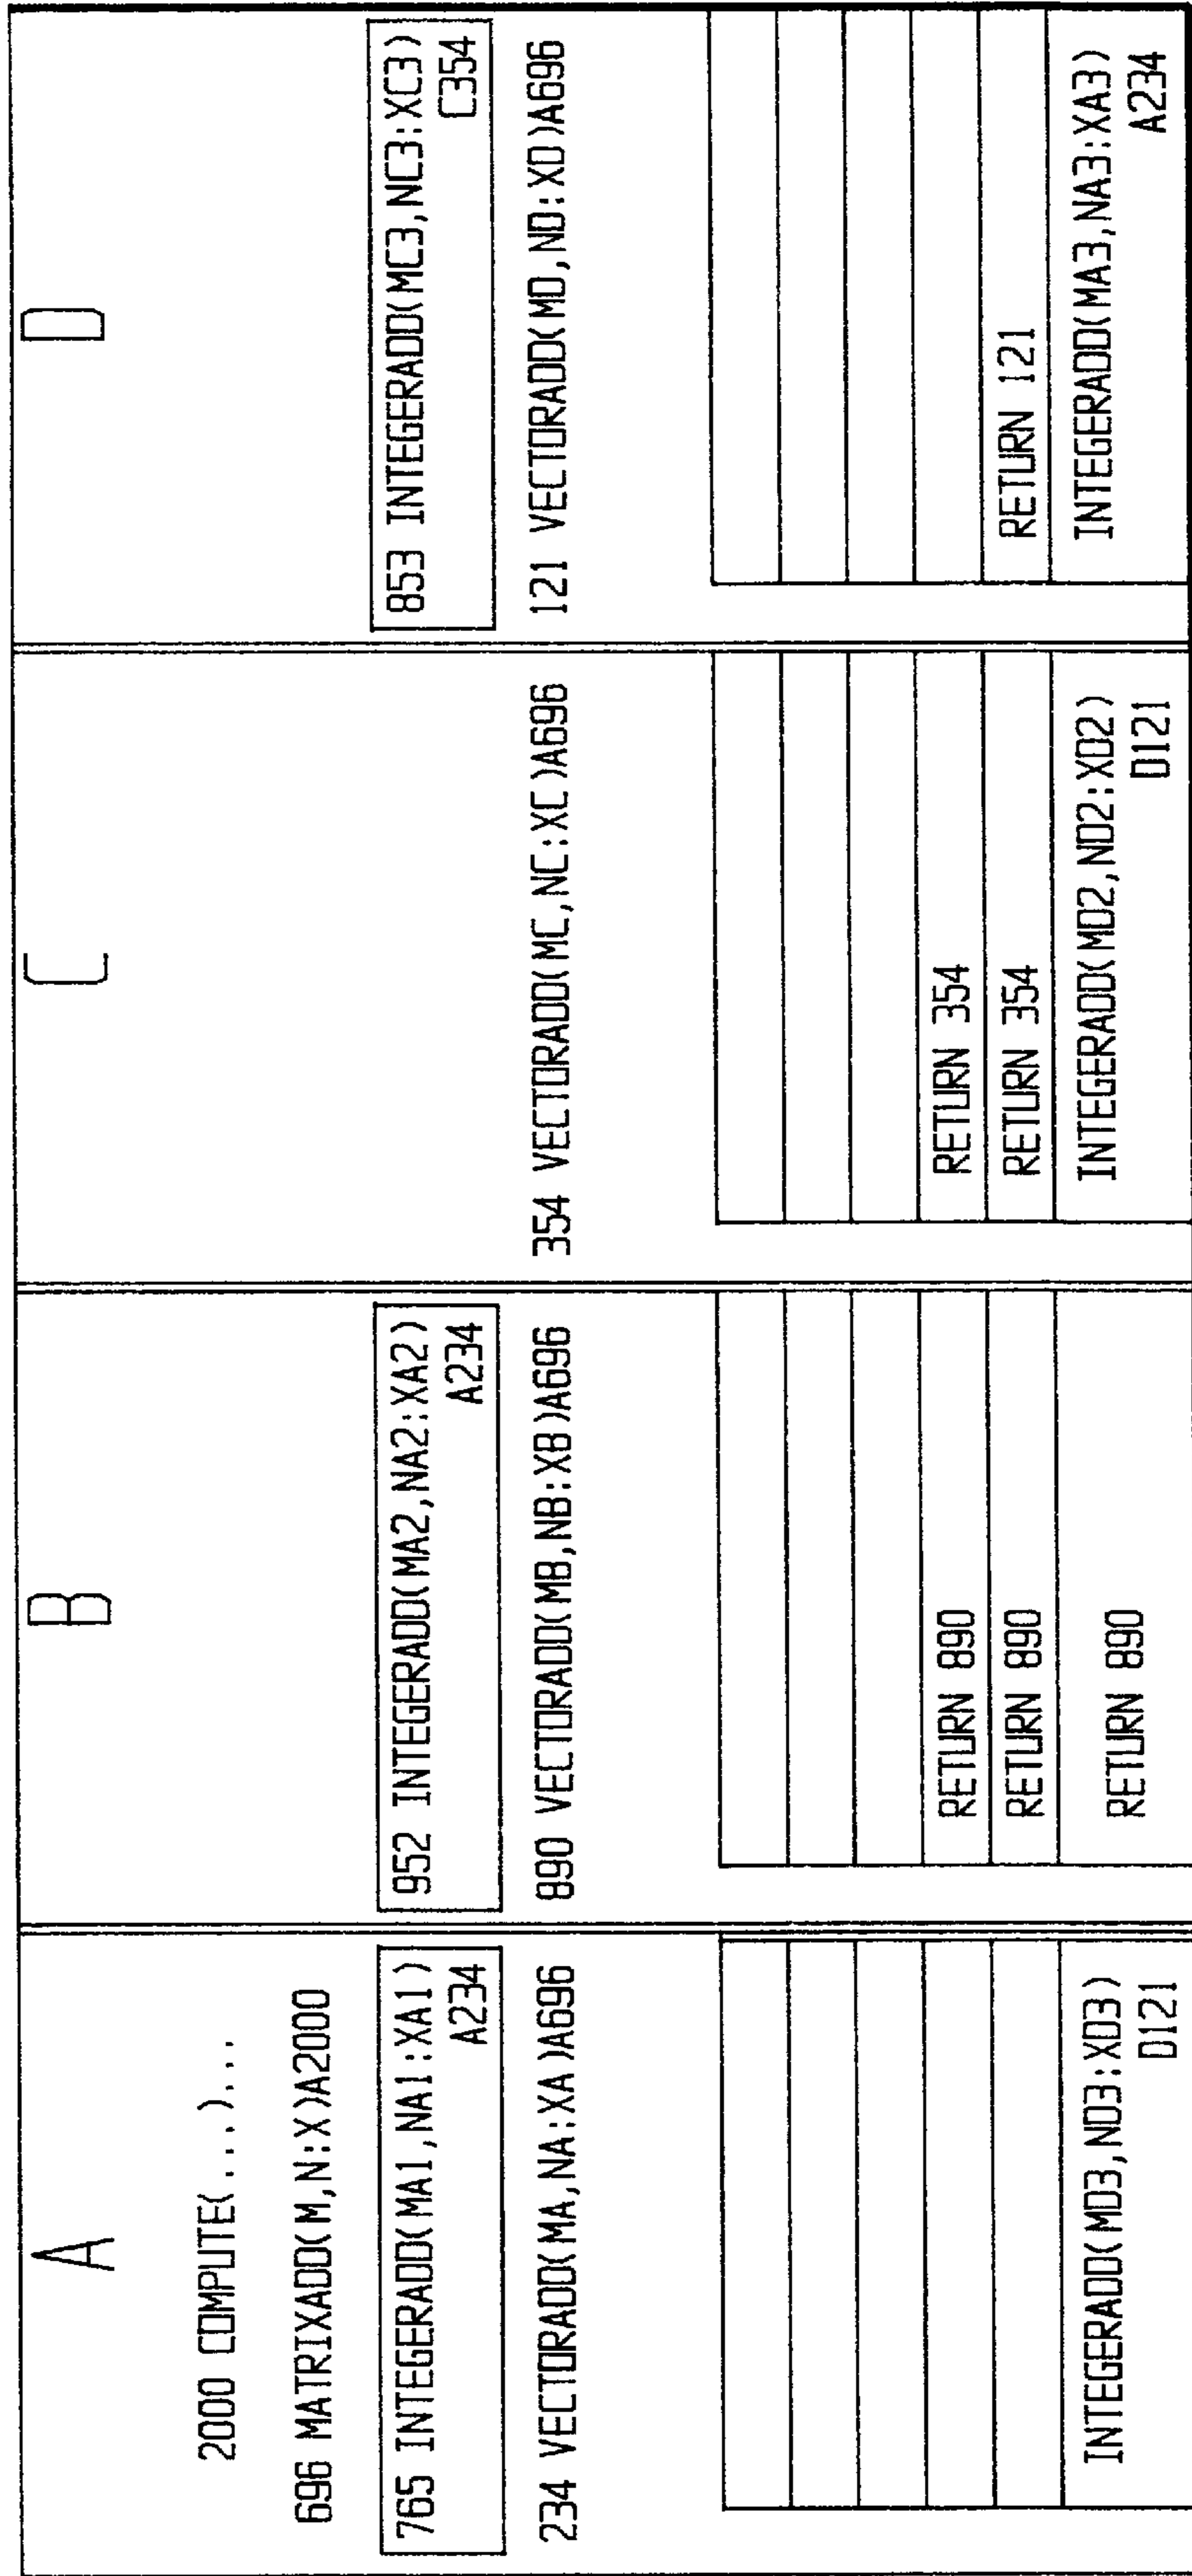 A
2000 COMPUTE(...)...
696 MATRIXADD(M,N:X)A2000
765 INTEGERADD(MA1,NA1:XA1)
A234
234 VECTORADD(MA,NA:XA)A696
INTEGERADD(MD3,ND3:XD3)
D121
B
952 INTEGERADD(MA2,NA2:XA2)
A234
890 VECTORADD(MB,NB:XB)A696
RETURN 890
RETURN 890
RETURN 890
C
354 VECTORADD(MC,NC:XC)A696
RETURN 354
RETURN 354
INTEGERADD(MD2,ND2:XD2)
D121
D
853 INTEGERADD(MC3,NC3:XC3)
C354
121 VECTORADD(MD,ND:XD)A696
RETURN 121
INTEGERADD(MA3,NA3:XA3)
A234